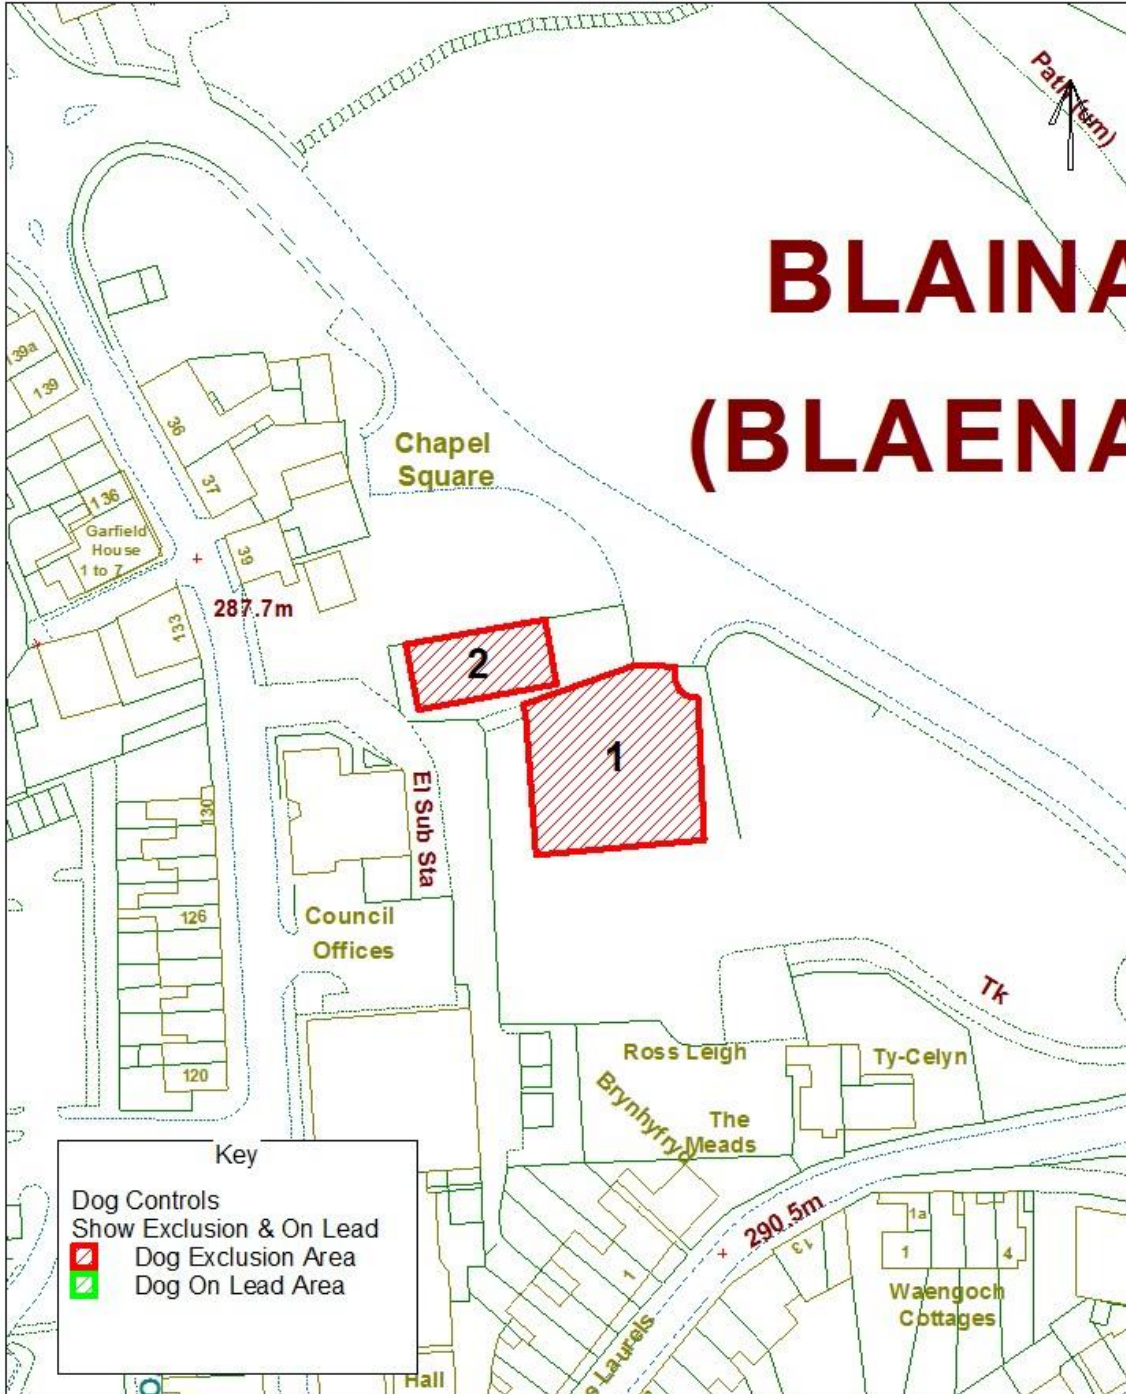 Path (um)
BLAINA
(BLAENA
139a
139
36
37
136
Chapel
Square
Garfield
House
1 to 7
39
287.7m
133
2
1
El Sub Sta
130
126
Council
Offices
Tk
120
Ross Leigh
Ty-Celyn
Brynhyfryd
The
Meads
Key
Dog Controls
Show Exclusion & On Lead
Dog Exclusion Area
Dog On Lead Area
290.5m
13
1a
1
4
1
Waengoch
Cottages
e Laurels
Hall